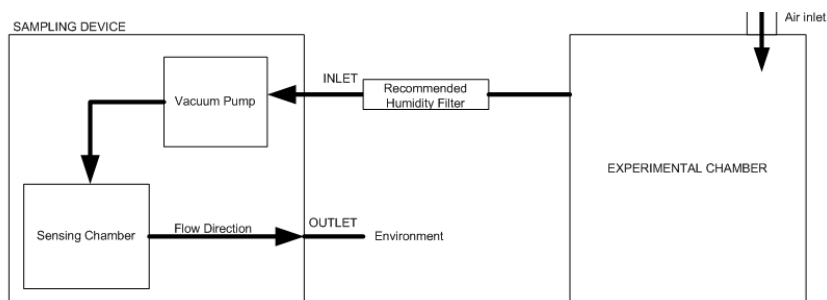 Air inlet
SAMPLING DEVICE
INLET
Recommended
Humidity Filter
Vacuum Pump
EXPERIMENTAL CHAMBER
Sensing Chamber
Flow Direction
OUTLET
Environment